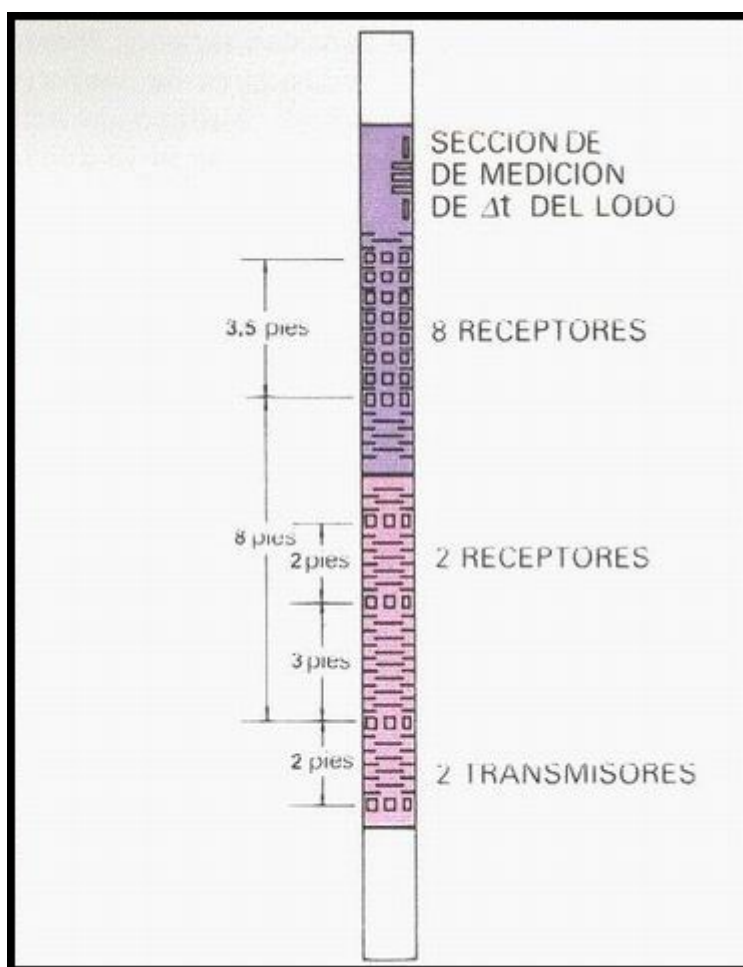 SECCION DE
DE MEDICION
DE Δt DEL LODO
3,5 pies
8 RECEPTORES
8 pies
2 pies
2 RECEPTORES
3 pies
2 pies
2 TRANSMISORES